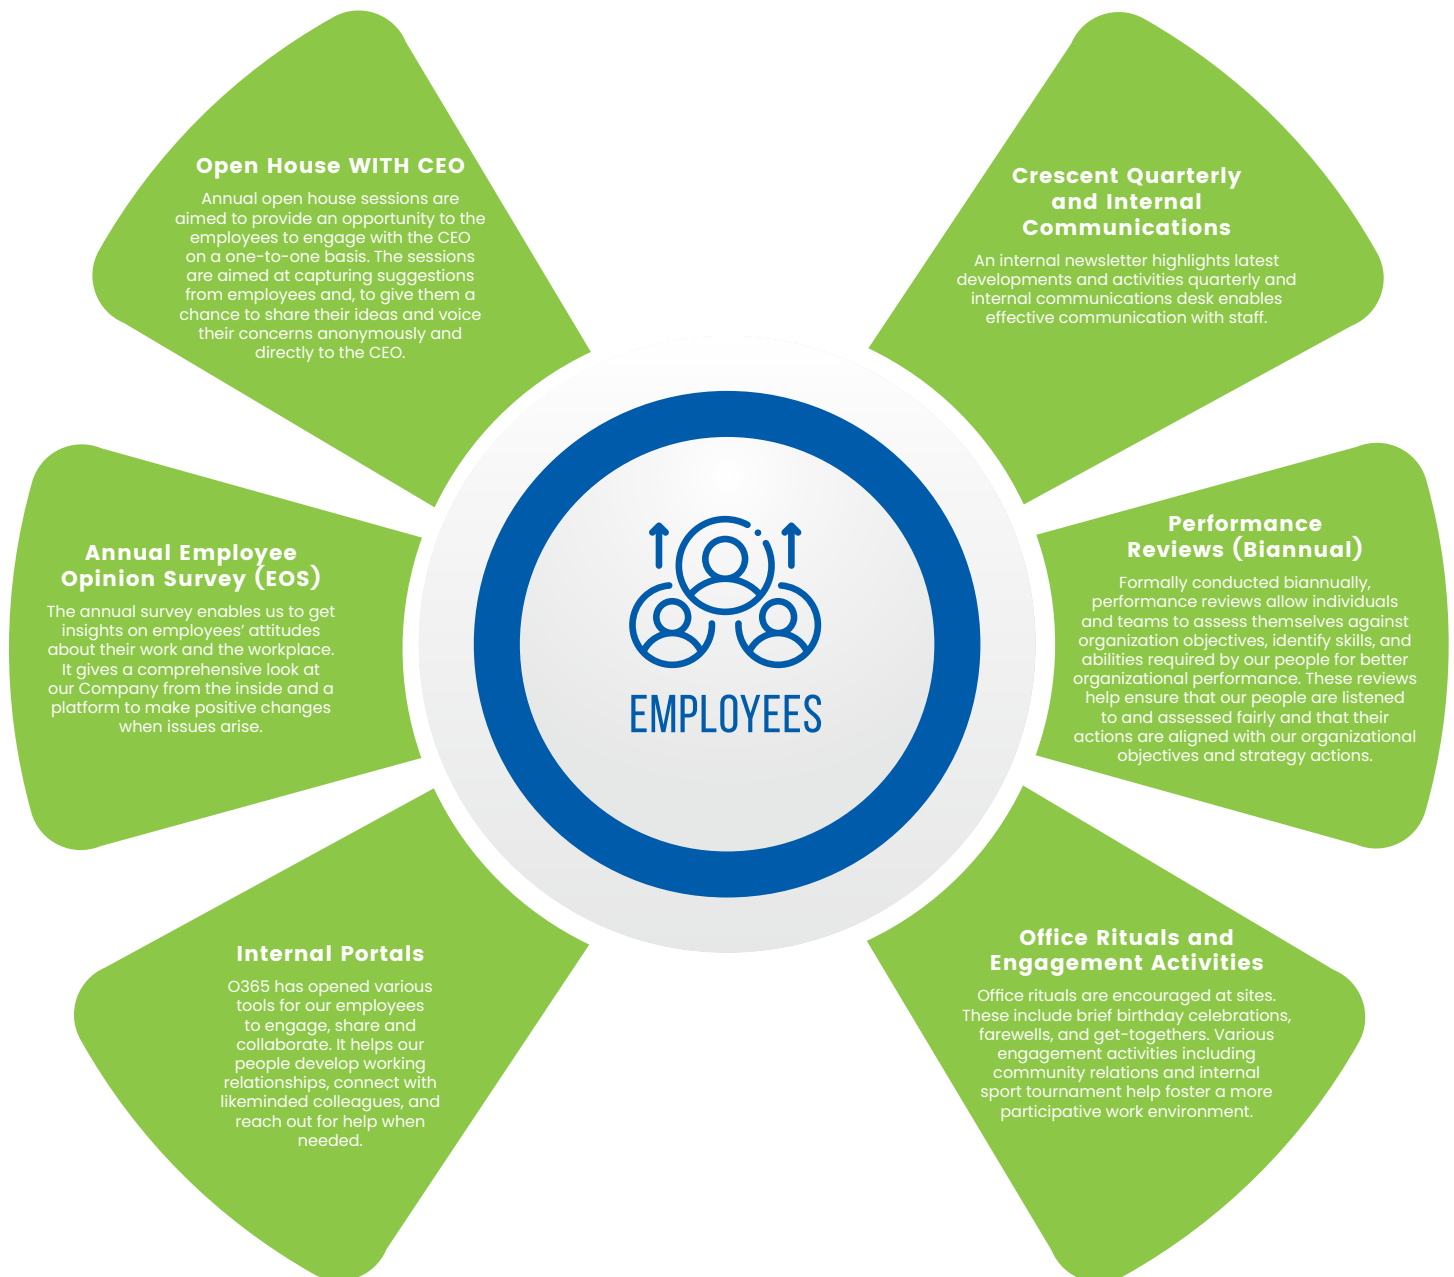 Open House WITH CEO
Annual open house sessions are
aimed to provide an opportunity to the
employees to engage with the CEO
on a one-to-one basis. The sessions
are aimed at capturing suggestions
from employees and, to give them a
chance to share their ideas and voice
their concerns anonymously and
directly to the CEO.
Crescent Quarterly
and Internal
Communications
An internal newsletter highlights latest
developments and activities quarterly and
internal communications desk enables
effective communication with staff.
Annual Employee
Opinion Survey (EOS)
The annual survey enables us to get
insights on employees’ attitudes
about their work and the workplace.
It gives a comprehensive look at
our Company from the inside and a
platform to make positive changes
when issues arise.
EMPLOYEES
Performance
Reviews (Biannual)
Formally conducted biannually,
performance reviews allow individuals
and teams to assess themselves against
organization objectives, identify skills, and
abilities required by our people for better
organizational performance. These reviews
help ensure that our people are listened
to and assessed fairly and that their
actions are aligned with our organizational
objectives and strategy actions.
Internal Portals
O365 has opened various
tools for our employees
to engage, share and
collaborate. It helps our
people develop working
relationships, connect with
likeminded colleagues, and
reach out for help when
needed.
Office Rituals and
Engagement Activities
Office rituals are encouraged at sites.
These include brief birthday celebrations,
farewells, and get-togethers. Various
engagement activities including
community relations and internal
sport tournament help foster a more
participative work environment.